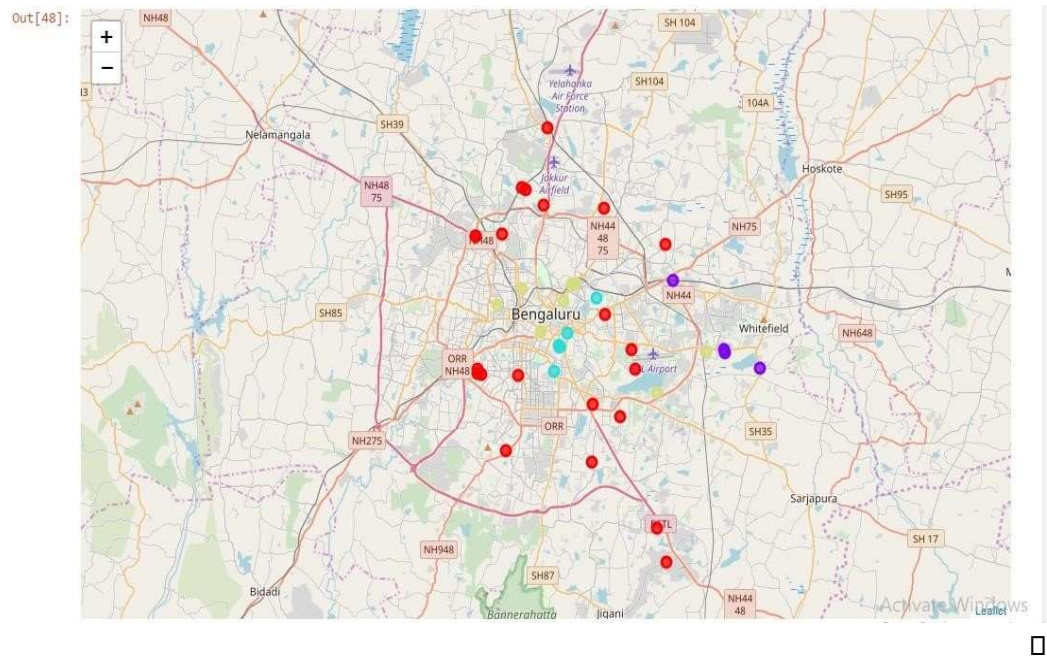 Out[48]:
+
−
NH48
SH 104
3
Yelahanka
Air Force
Station
SH104
104A
SH39
Nelamangala
Jakkur
Airfield
Hoskote
NH48
75
SH95
NH44
48
75
NH75
NH48
NH44
SH85
Bengaluru
Whitefield
NH648
ORR
NH48
L Airport
ORR
SH35
NH275
Sarjapura
NH948
SH 17
Bidadi
SH87
Bannerahatta
Jigani
NH44
48
Activate Windows
Leaflet